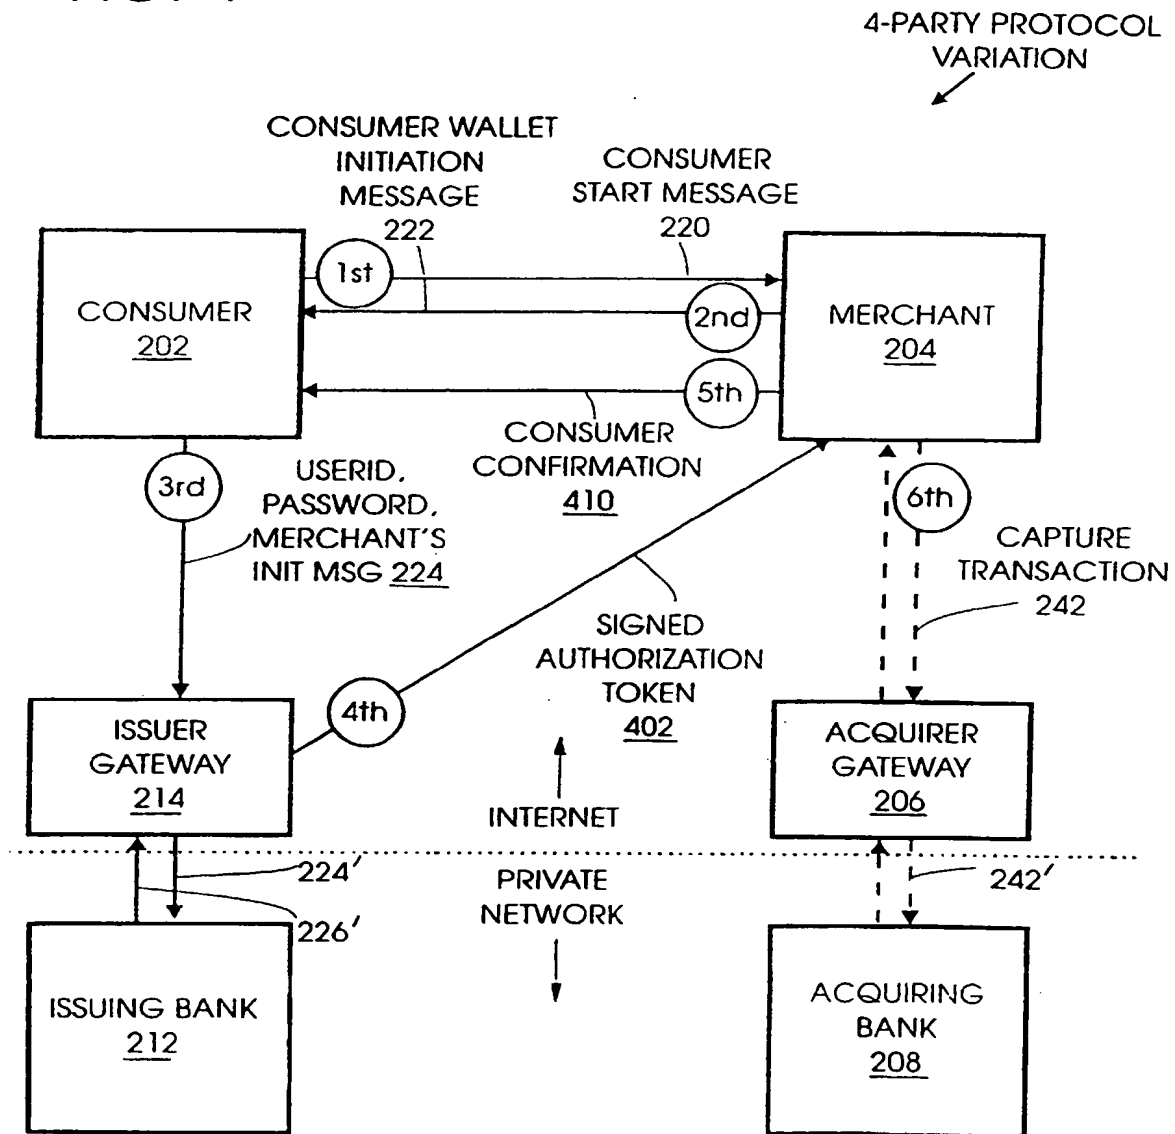 4-PARTY PROTOCOL
VARIATION
CONSUMER WALLET
INITIATION
MESSAGE
222
CONSUMER
START MESSAGE
220
1st
2nd
CONSUMER
202
MERCHANT
204
5th
CONSUMER
CONFIRMATION
410
3rd
USERID,
PASSWORD,
MERCHANT'S
INIT MSG 224
6th
CAPTURE
TRANSACTION
242
SIGNED
AUTHORIZATION
TOKEN
402
4th
ISSUER
GATEWAY
214
ACQUIRER
GATEWAY
206
INTERNET
PRIVATE
NETWORK
224'
226'
242'
ISSUING BANK
212
ACQUIRING
BANK
208